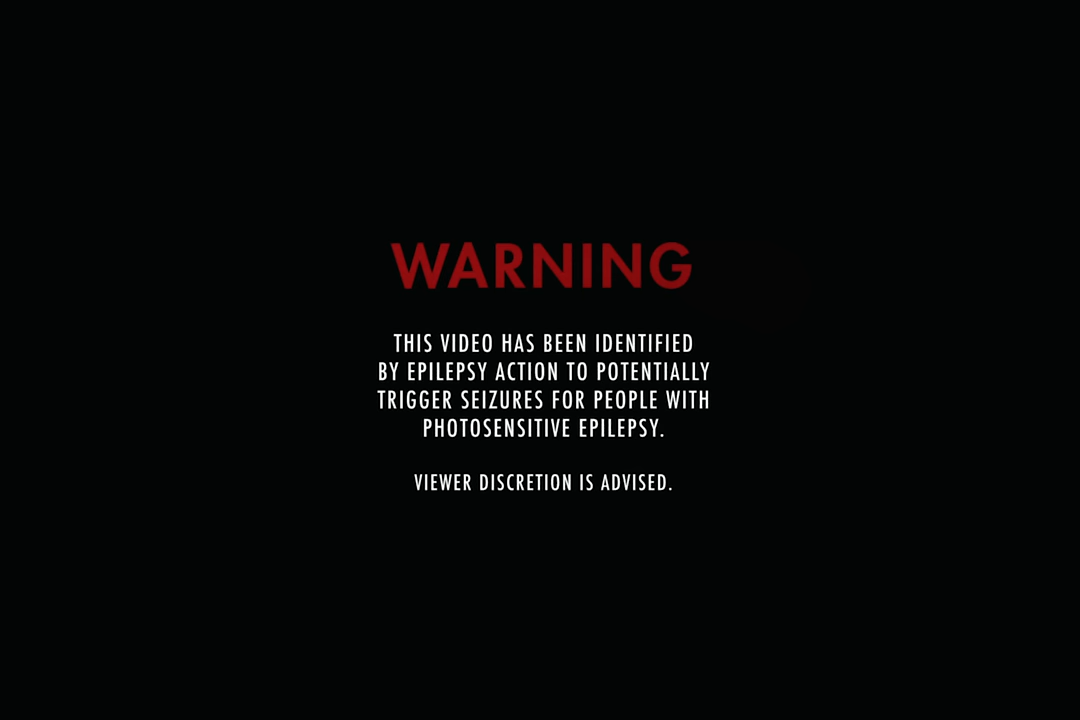 WARNING
THIS VIDEO HAS BEEN IDENTIFIED
BY EPILEPSY ACTION TO POTENTIALLY
TRIGGER SEIZURES FOR PEOPLE WITH
PHOTOSENSITIVE EPILEPSY.
VIEWER DISCRETION IS ADVISED.